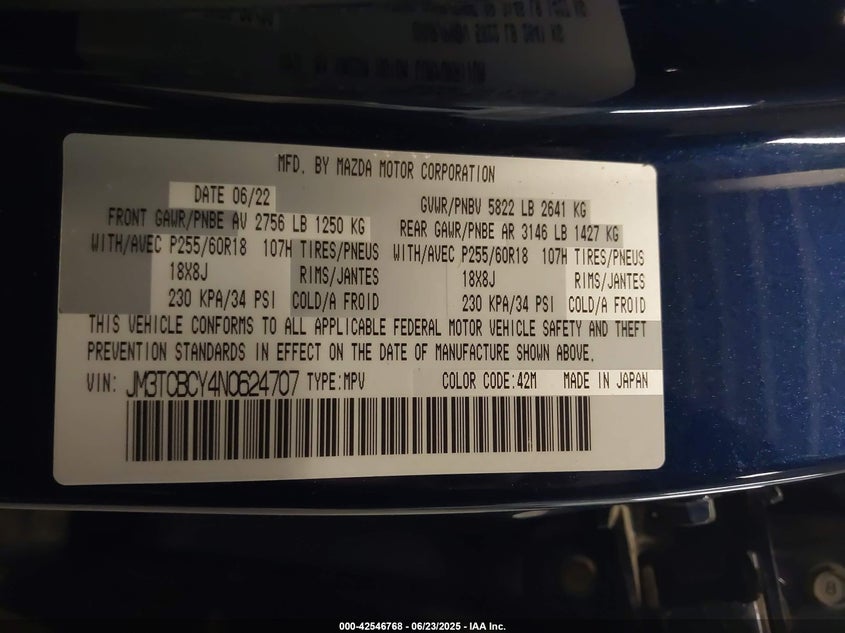 MFD. BY MAZDA MOTOR CORPORATION
DATE 06/22 GVWR/PNBV 5822 LB 2641 KG
FRONT GAWR/PNBE AV 2756 LB 1250 KG REAR GAWR/PNBE AR 3146 LB 1427 KG
WITH/AVEC P255/60R18 107H TIRES/PNEUS WITH/AVEC P255/60R18 107H TIRES/PNEUS
18X8J RIMS/JANTES 18X8J RIMS/JANTES
230 KPA/34 PSI COLD/A FROID 230 KPA/34 PSI COLD/A FROID
THIS VEHICLE CONFORMS TO ALL APPLICABLE FEDERAL MOTOR VEHICLE SAFETY AND THEFT
PREVENTION STANDARDS IN EFFECT ON THE DATE OF MANUFACTURE SHOWN ABOVE.
VIN: JM3TCBCY4N0624707 TYPE:MPV COLOR CODE:42M MADE IN JAPAN
8
000-42546768 - 06/23/2025 - IAA Inc.